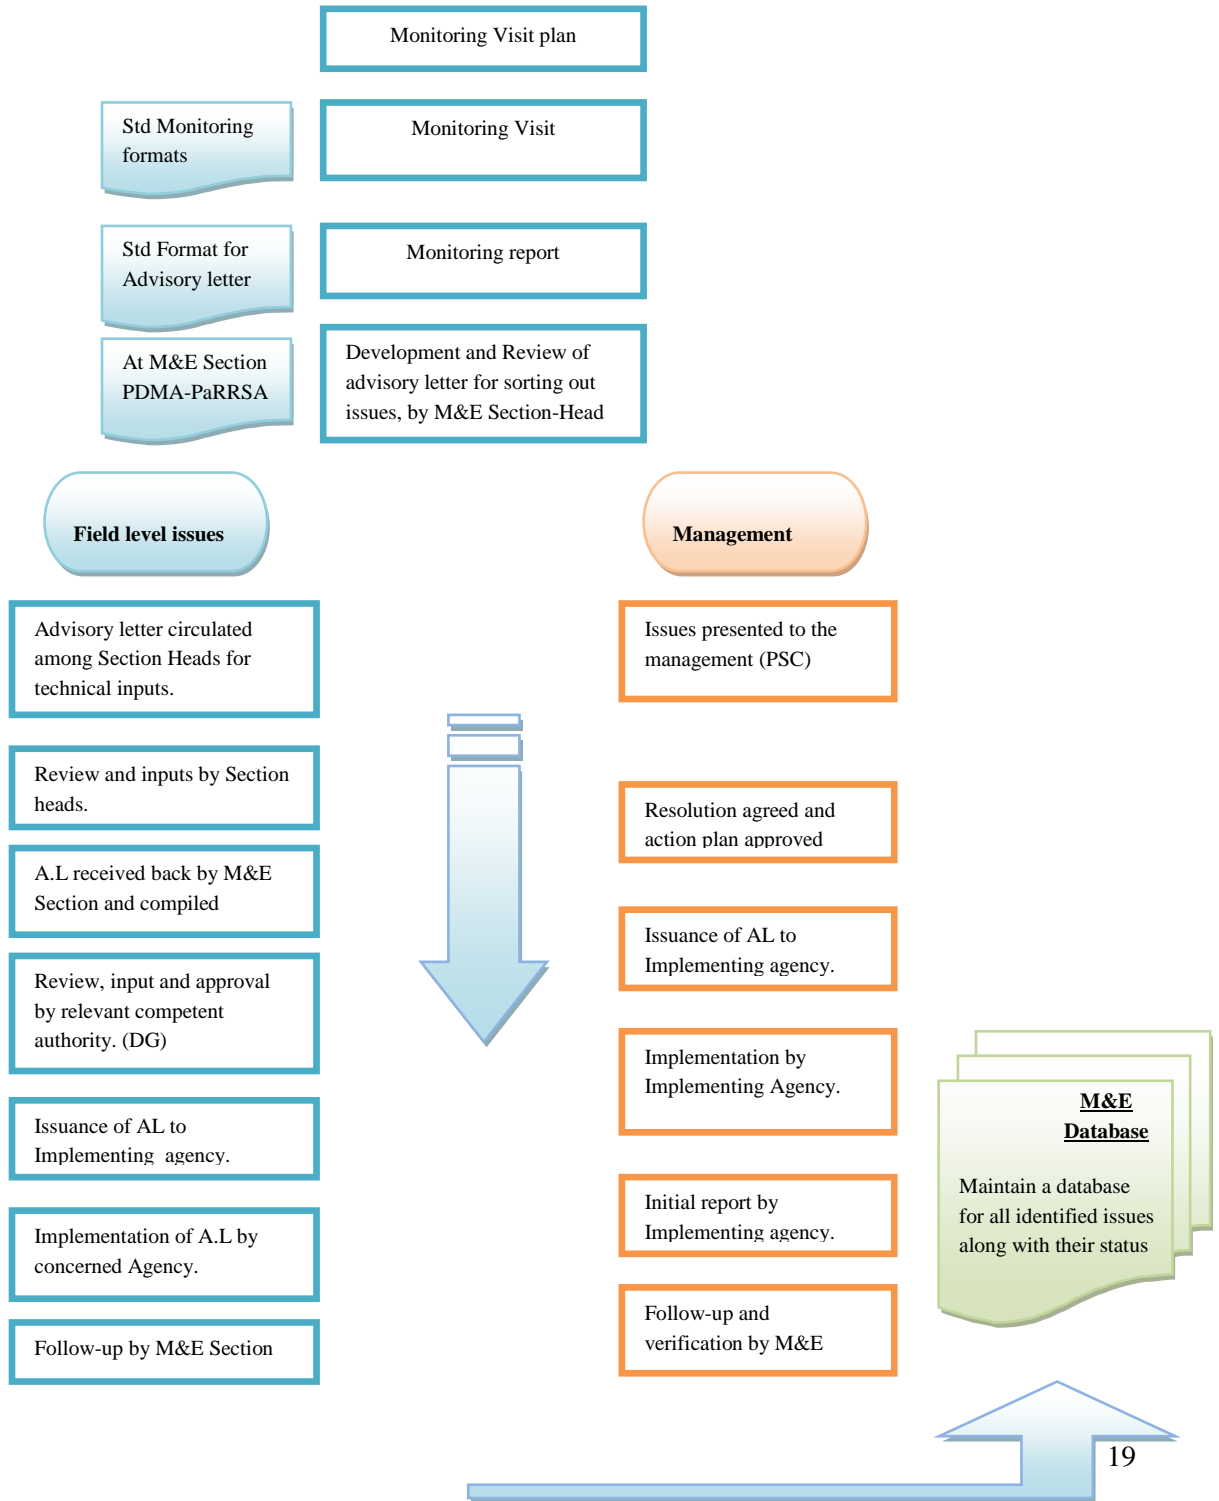 Monitoring Visit plan
Std Monitoring
formats
Monitoring Visit
Std Format for
Advisory letter
Monitoring report
At M&E Section
PDMA-PaRRSA
Development and Review of
advisory letter for sorting out
issues, by M&E Section-Head
Field level issues
Advisory letter circulated
among Section Heads for
technical inputs.
Review and inputs by Section
heads.
A.L received back by M&E
Section and compiled
Review, input and approval
by relevant competent
authority. (DG)
Issuance of AL to
Implementing  agency.
Implementation of A.L by
concerned Agency.
Follow-up by M&E Section
Management
Issues presented to the
management (PSC)
Resolution agreed and
action plan approved
Issuance of AL to
Implementing agency.
Implementation by
Implementing Agency.
Initial report by
Implementing agency.
Follow-up and
verification by M&E
M&E
Database
Maintain a database
for all identified issues
along with their status
19